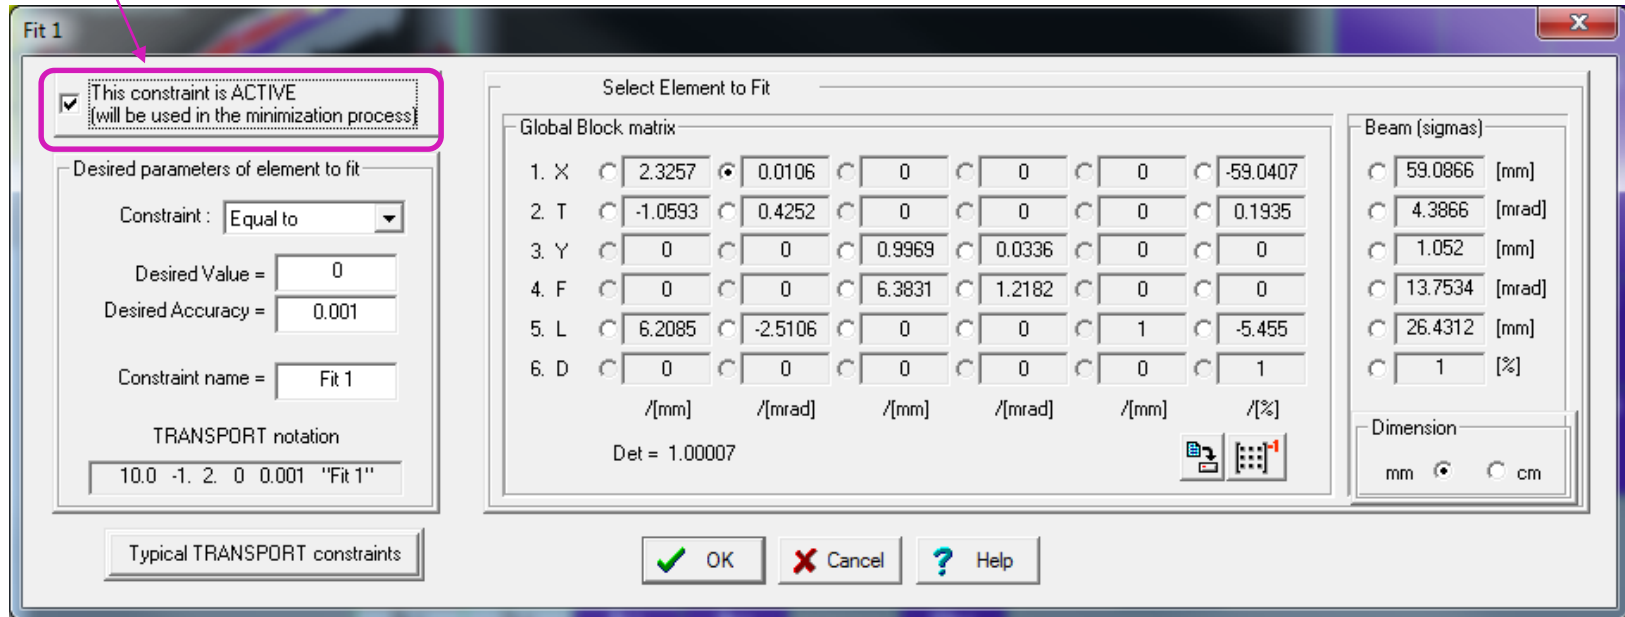 Fit 1
This constraint is ACTIVE
(will be used in the minimization process)
Desired parameters of element to fit
Constraint : Equal to
Desired Value = 0
Desired Accuracy = 0.001
Constraint name = Fit 1
TRANSPORT notation
10.0 -1. 2. 0 0.001 "Fit 1"
Typical TRANSPORT constraints
Select Element to Fit
Global Block matrix
1. X 2.3257 0.0106 0 0 0 -59.0407
2. T -1.0593 0.4252 0 0 0 0.1935
3. Y 0 0 0.9969 0.0336 0 0
4. F 0 0 6.3831 1.2182 0 0
5. L 6.2085 -2.5106 0 0 1 -5.455
6. D 0 0 0 0 0 1
/[mm] /[mrad] /[mm] /[mrad] /[mm] /[%]
Det = 1.00007
[:::]-1
Beam (sigmas)
59.0866 [mm]
4.3866 [mrad]
1.052 [mm]
13.7534 [mrad]
26.4312 [mm]
1 [%]
Dimension
mm cm
OK Cancel ? Help